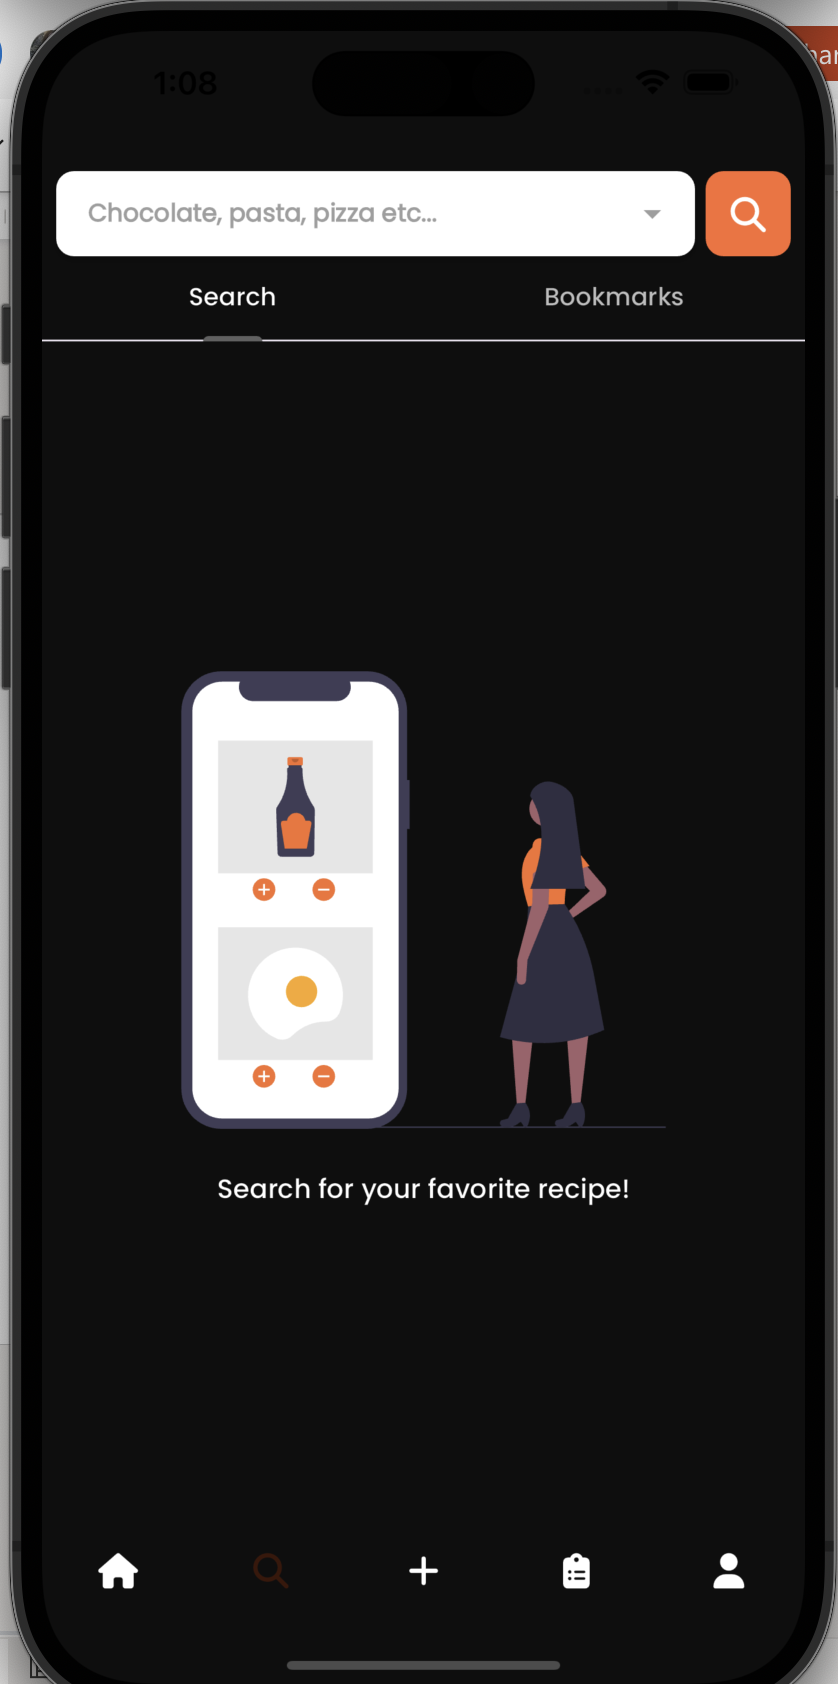 1:08
Chocolate, pasta, pizza etc...
Search
Bookmarks
Search for your favorite recipe!